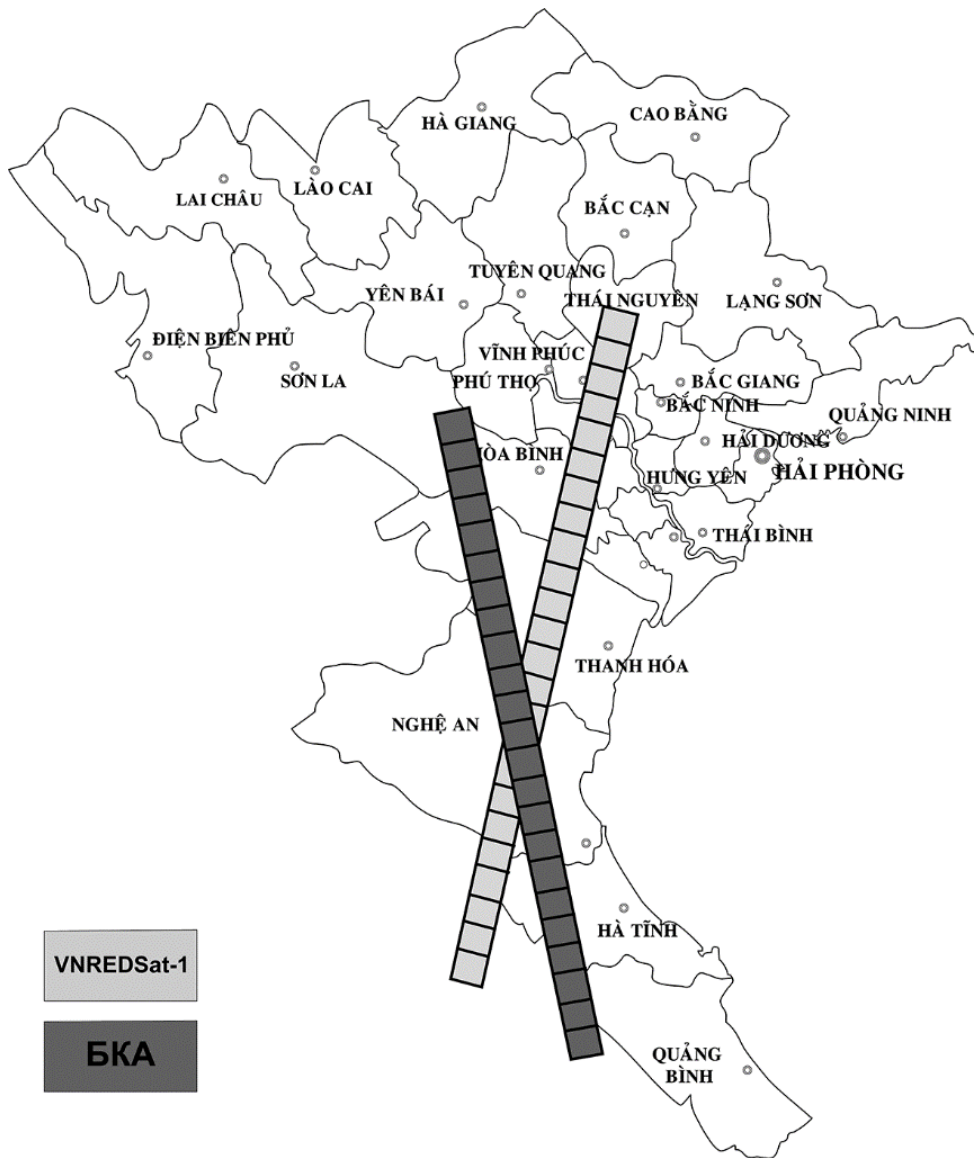 HÀ GIANG
CAO BẰNG
LAI CHÂU
LÀO CAI
BẮC CẠN
TUYÊN QUANG
YÊN BÁI
THÁI NGUYÊN
LẠNG SƠN
ĐIỆN BIÊN PHỦ
VĨNH PHÚC
SƠN LA
PHÚ THỌ
BẮC GIANG
BẮC NINH
QUẢNG NINH
HẢI DƯƠNG
HÒA BÌNH
HƯNG YÊN
HẢI PHÒNG
THÁI BÌNH
THANH HÓA
NGHỆ AN
HÀ TĨNH
VNREDSat-1
БКА
QUẢNG
BÌNH